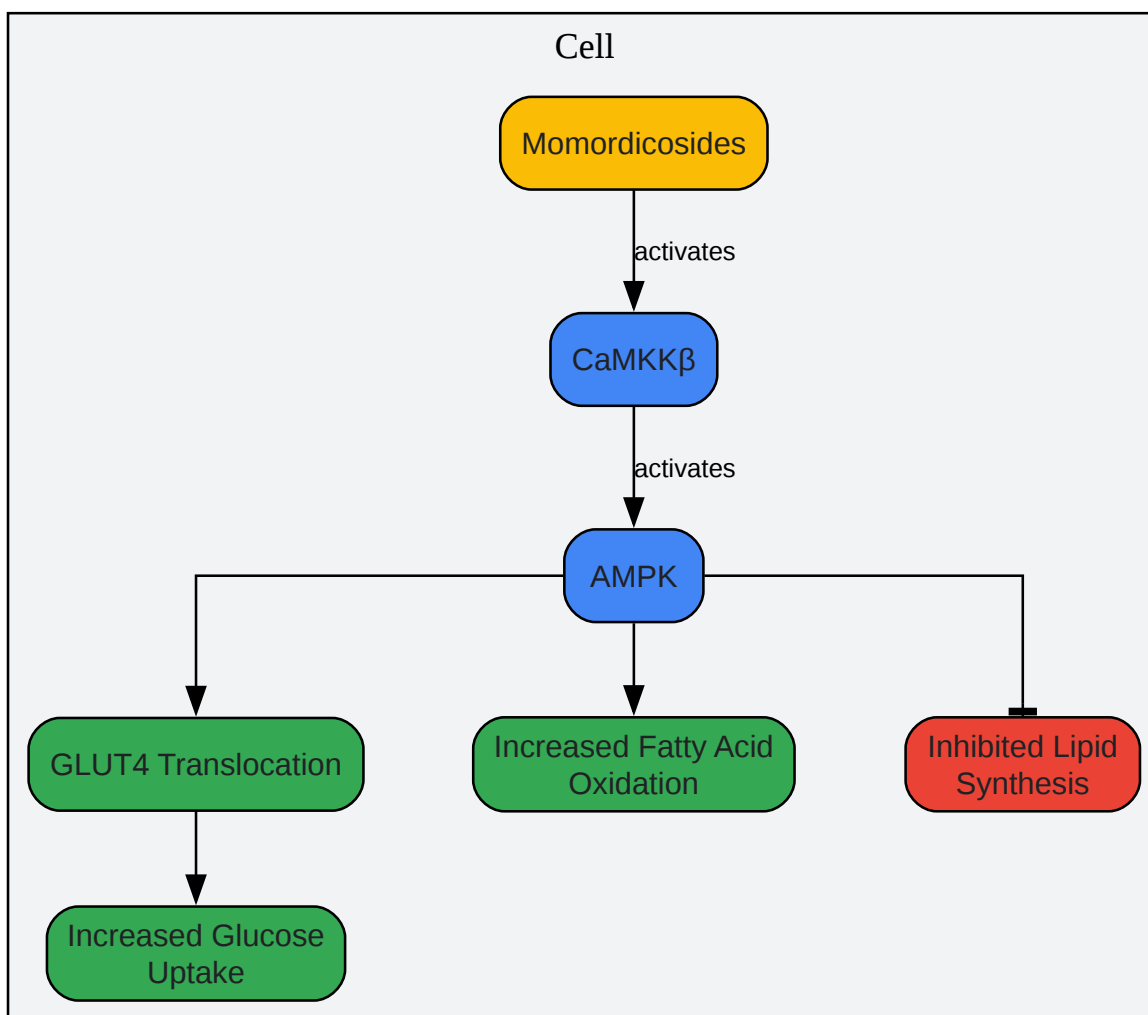 Cell
Momordicosides
activates
CaMKKβ
activates
AMPK
GLUT4 Translocation
Increased Fatty Acid
Oxidation
Inhibited Lipid
Synthesis
Increased Glucose
Uptake